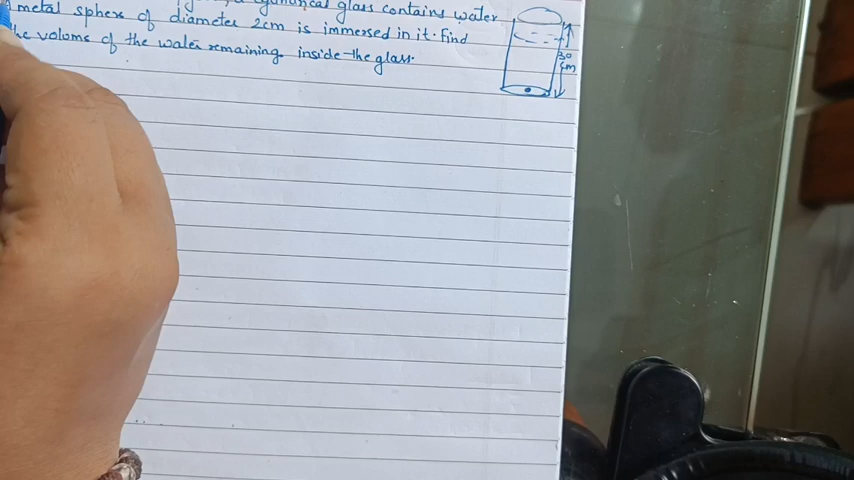 cylindrical glass contains water
metal sphere of diameter 2cm is immersed in it. Find
the volume of the water remaining inside the glass.
30
cm